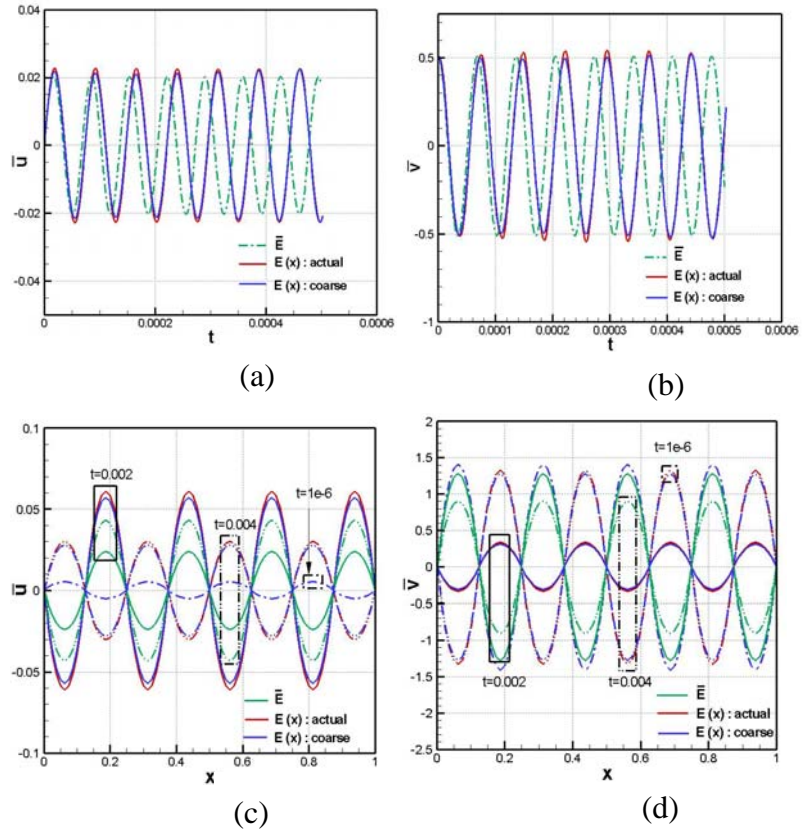 0.04
0.02
0
-0.02
-0.04
ū
0 0.0002 0.0004 0.0006
t
Ē
E (x) : actual
E (x) : coarse
(a)
1
0.5
0
-0.5
-1
v̄
0 0.0001 0.0002 0.0003 0.0004 0.0005 0.0006
t
Ē
E (x) : actual
E (x) : coarse
(b)
0.1
0.05
0
-0.05
-0.1
ū
t=0.002
t=0.004
t=1e-6
Ē
E (x) : actual
E (x) : coarse
0 0.2 0.4 0.6 0.8 1
x
(c)
2
1.5
1
0.5
0
-0.5
-1
-1.5
-2
-2.5
v̄
t=1e-6
t=0.002
t=0.004
Ē
E (x) : actual
E (x) : coarse
0 0.2 0.4 0.6 0.8 1
x
(d)